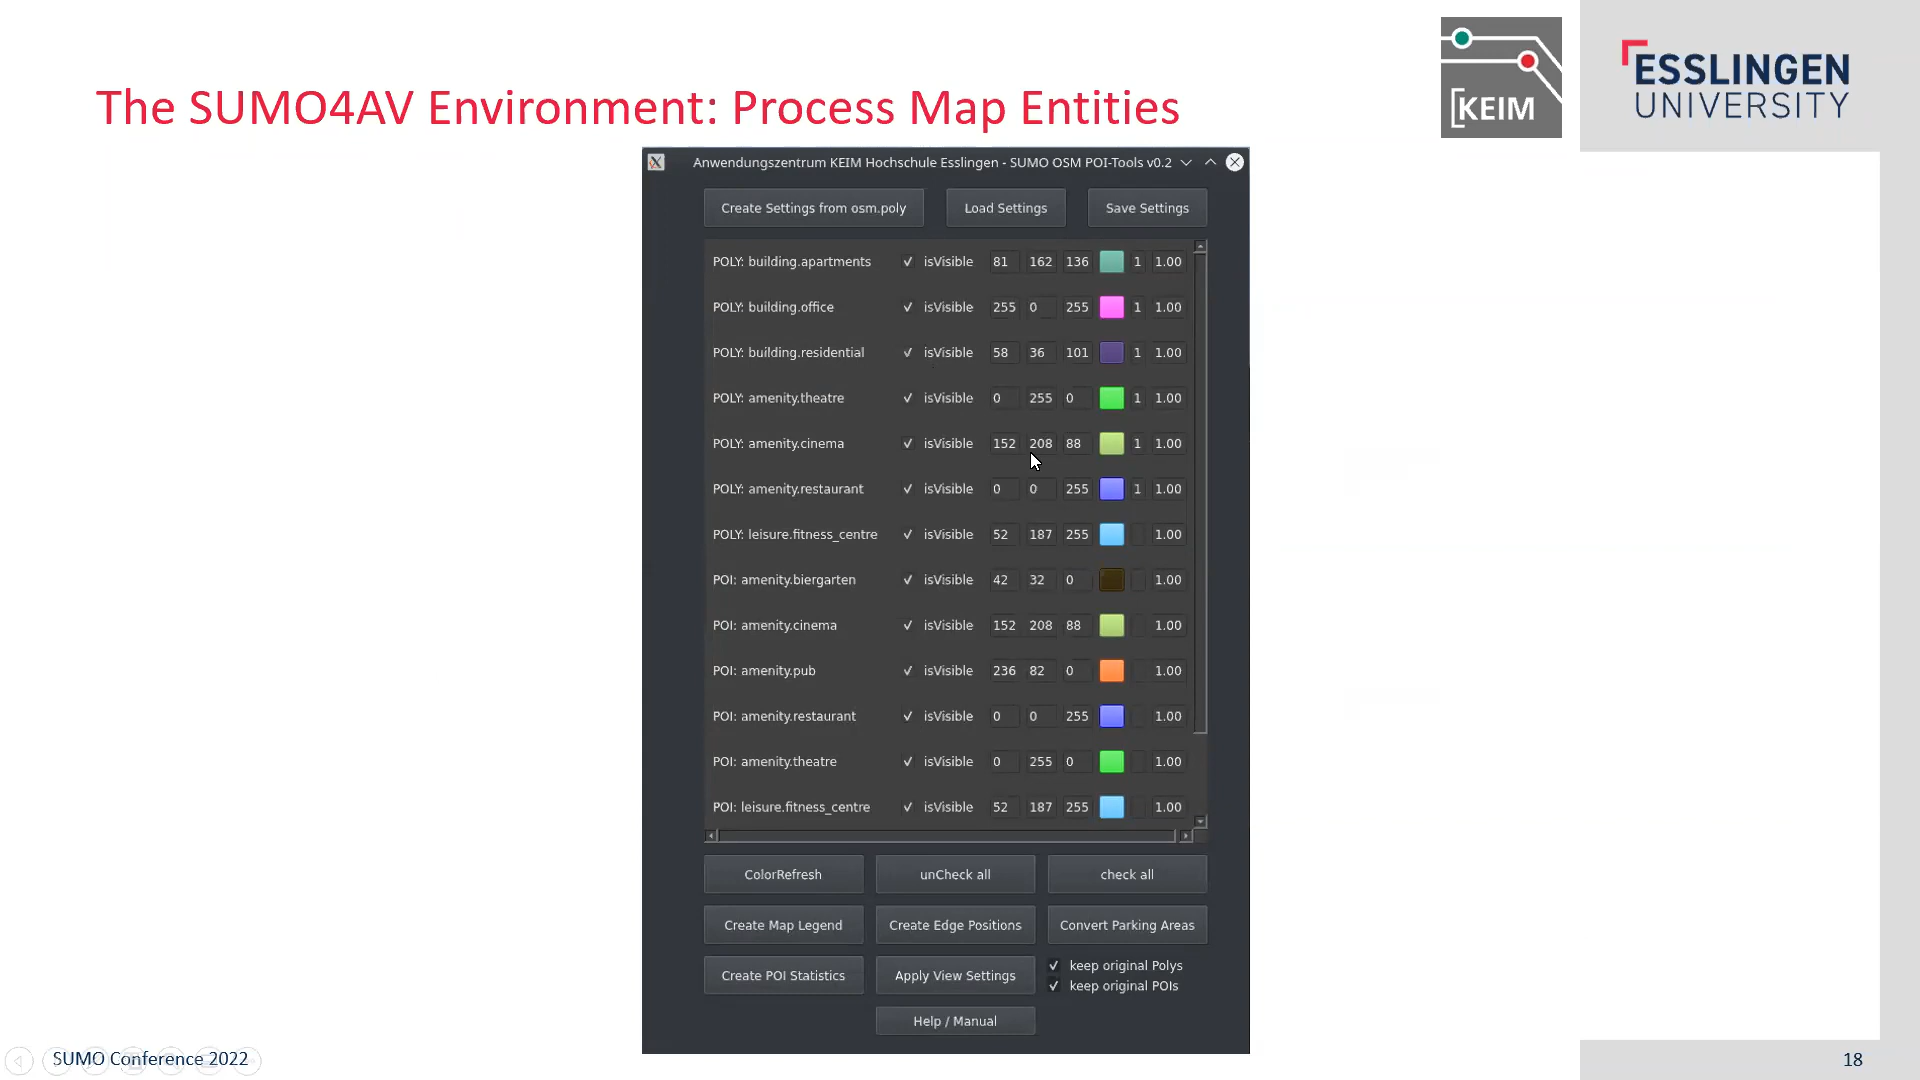 KEIM
ESSLINGEN
UNIVERSITY
The SUMO4AV Environment: Process Map Entities
Anwendungszentrum KEIM Hochschule Esslingen - SUMO OSM POI-Tools v0.2
Create Settings from osm.poly Load Settings Save Settings
POLY: building.apartments isVisible 81 162 136 1 1.00
POLY: building.office isVisible 255 0 255 1 1.00
POLY: building.residential isVisible 58 36 101 1 1.00
POLY: amenity.theatre isVisible 0 255 0 1 1.00
POLY: amenity.cinema isVisible 152 208 88 1 1.00
POLY: amenity.restaurant isVisible 0 0 255 1 1.00
POLY: leisure.fitness_centre isVisible 52 187 255 1.00
POI: amenity.biergarten isVisible 42 32 0 1.00
POI: amenity.cinema isVisible 152 208 88 1.00
POI: amenity.pub isVisible 236 82 0 1.00
POI: amenity.restaurant isVisible 0 0 255 1.00
POI: amenity.theatre isVisible 0 255 0 1.00
POI: leisure.fitness_centre isVisible 52 187 255 1.00
ColorRefresh unCheck all check all
Create Map Legend Create Edge Positions Convert Parking Areas
Create POI Statistics Apply View Settings keep original Polys
keep original POIs
Help / Manual
SUMO Conference 2022
18